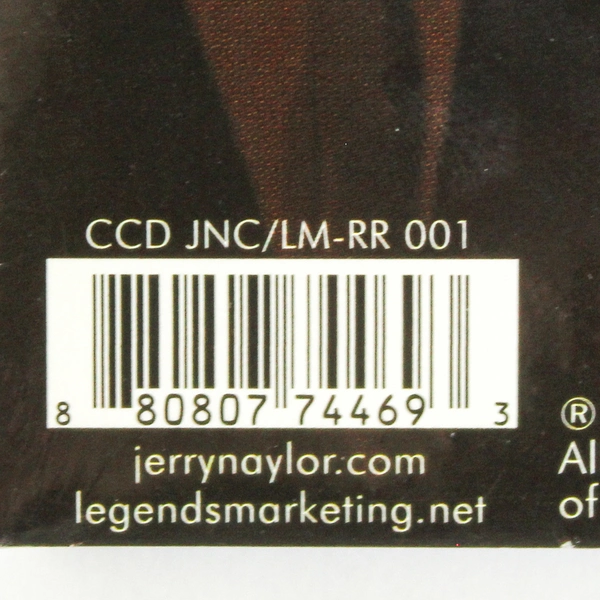 CCD JNC/LM-RR 001
8 80807 74469 3
jerrynaylor.com
legendsmarketing.net
®
Al
of